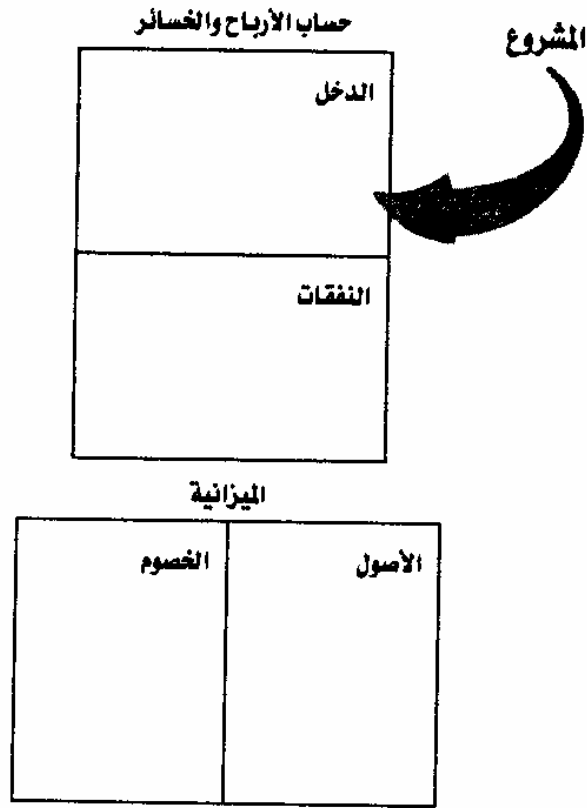 حساب الأرباح والخسائر
المشروع
الدخل
النفقات
الميزانية
الأصول
الخصوم